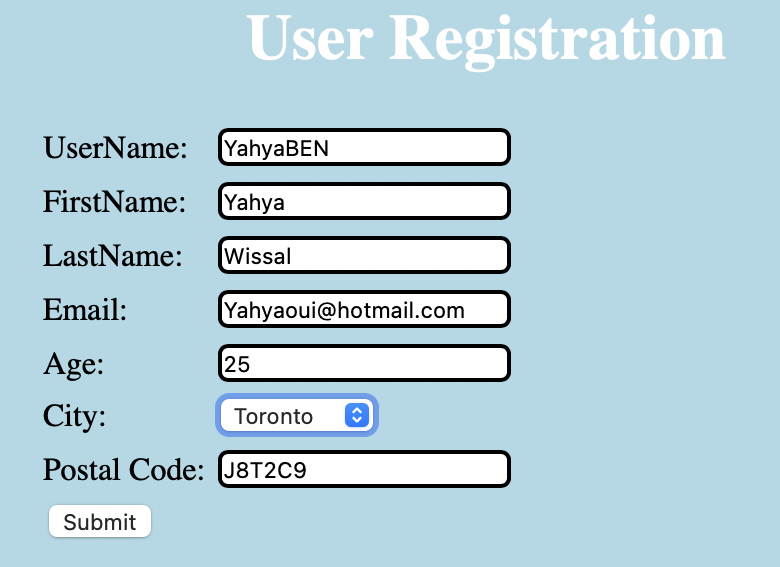 User Registration
UserName: YahyaBEN
FirstName: Yahya
LastName: Wissal
Email: Yahyaoui@hotmail.com
Age: 25
City: Toronto
Postal Code: J8T2C9
Submit